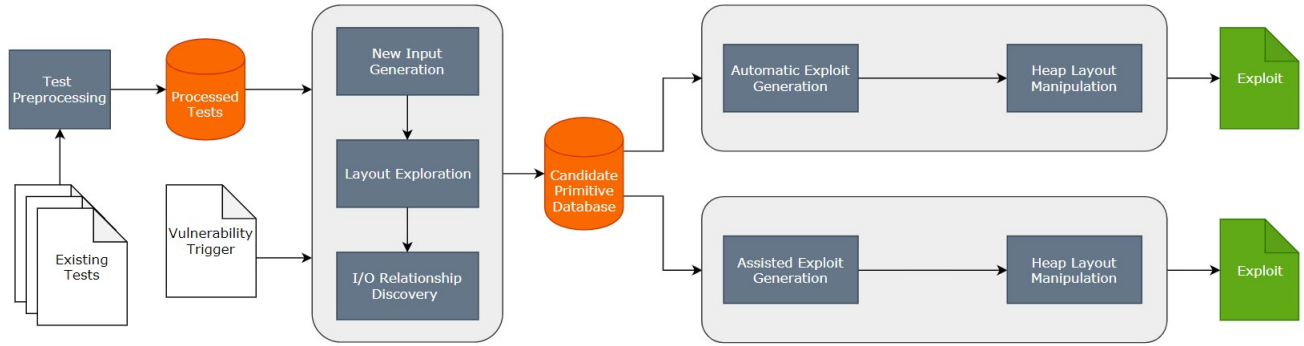 Test
Preprocessing
Processed
Tests
Existing
Tests
Vulnerability
Trigger
New Input
Generation
Layout Exploration
I/O Relationship
Discovery
Candidate
Primitive
Database
Automatic Exploit
Generation
Heap Layout
Manipulation
Exploit
Assisted Exploit
Generation
Heap Layout
Manipulation
Exploit